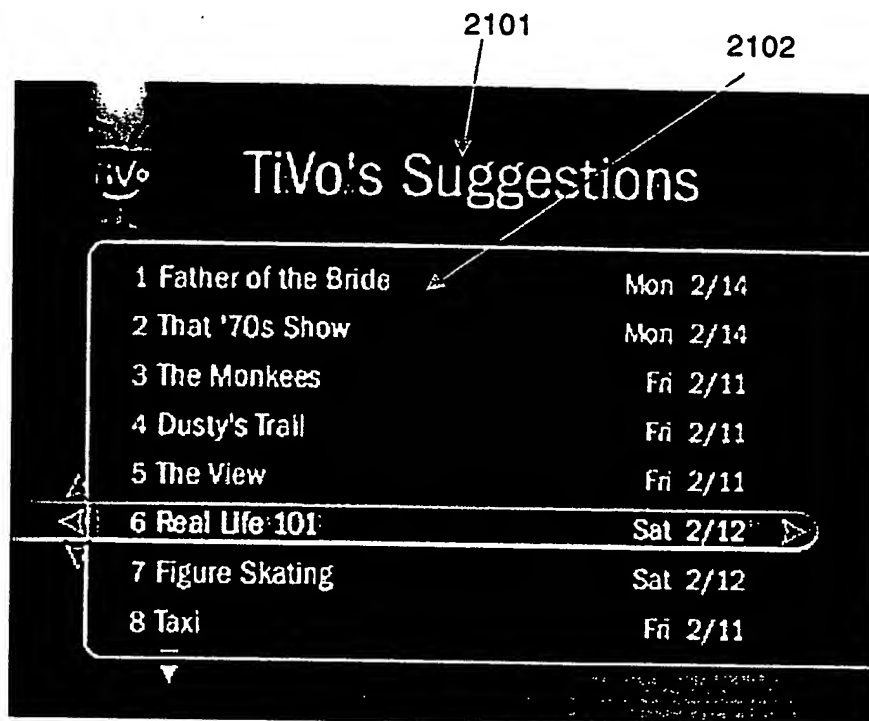 2101
2102
TiVo
TiVo's Suggestions
1 Father of the Bride Mon 2/14
2 That '70s Show Mon 2/14
3 The Monkees Fri 2/11
4 Dusty's Trail Fri 2/11
5 The View Fri 2/11
6 Real Life 101 Sat 2/12
7 Figure Skating Sat 2/12
8 Taxi Fri 2/11